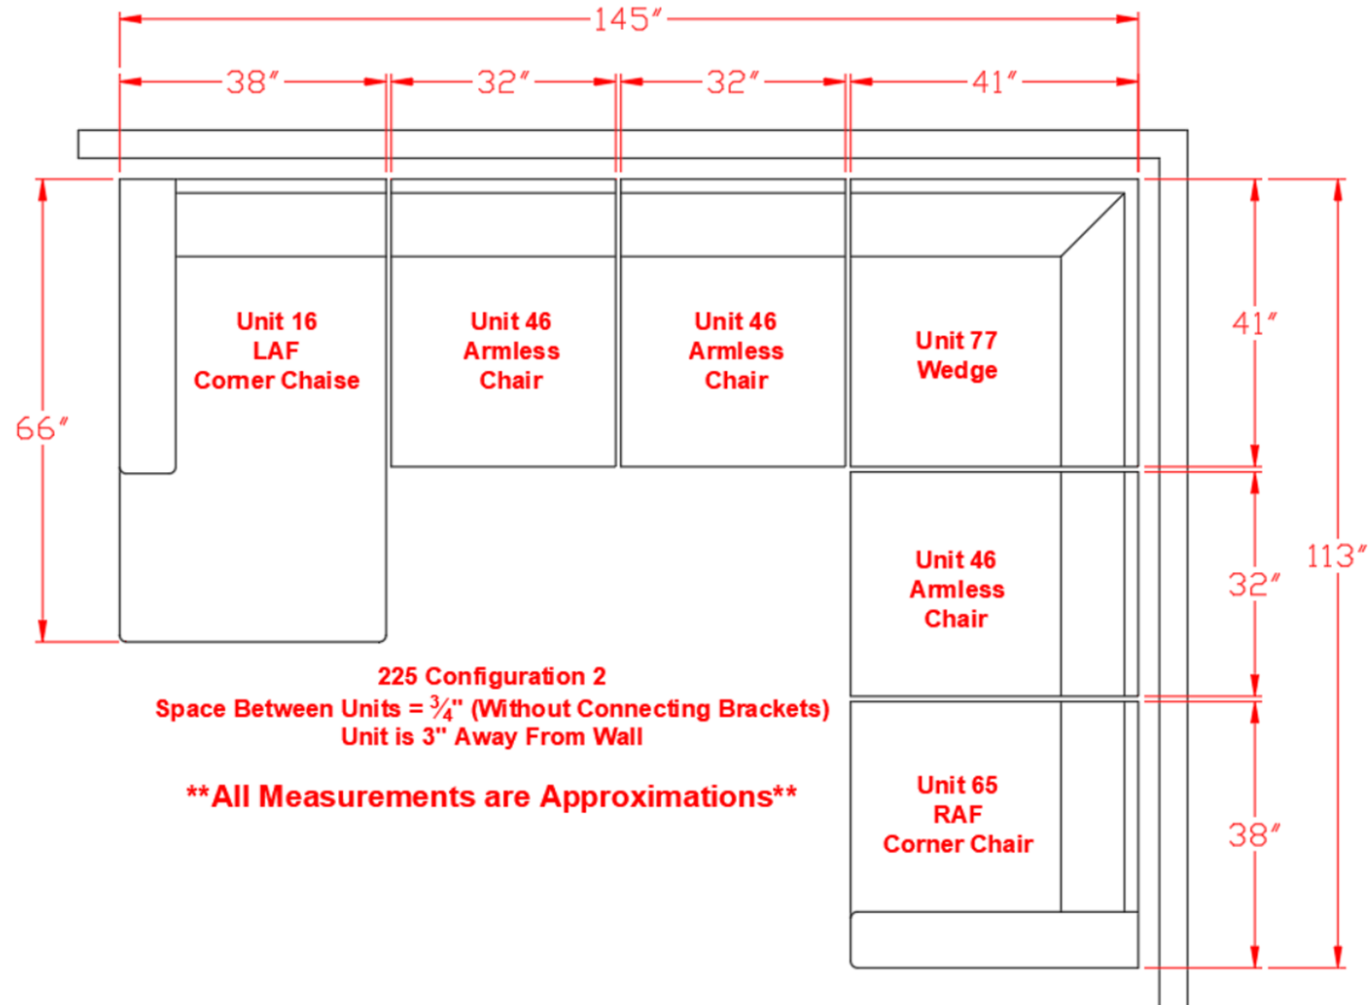 145"
38" 32" 32" 41"
Unit 16
LAF
Corner Chaise
Unit 46
Armless
Chair
Unit 46
Armless
Chair
Unit 77
Wedge
41"
66"
Unit 46
Armless
Chair
32"
113"
225 Configuration 2
Space Between Units = ¾" (Without Connecting Brackets)
Unit is 3" Away From Wall
**All Measurements are Approximations**
Unit 65
RAF
Corner Chair
38"